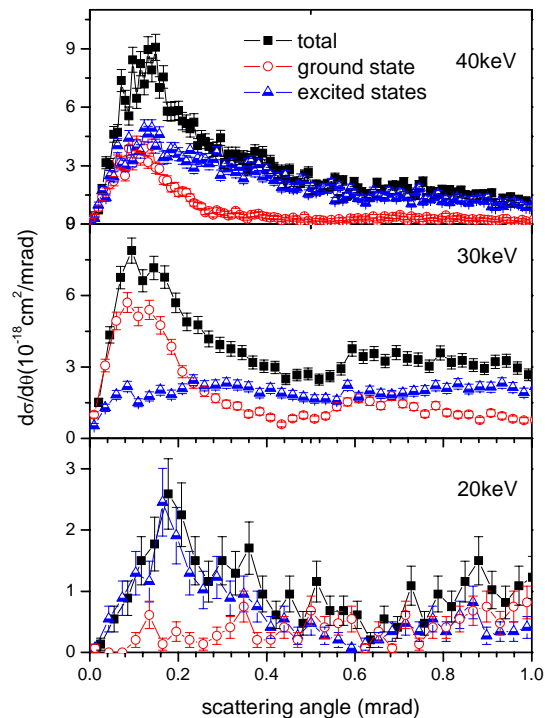 9
6
3
9
total
ground state
excited states
40keV
6
3
0
30keV
3
2
1
0
20keV
0.0 0.2 0.4 0.6 0.8 1.0
scattering angle (mrad)
dσ/dθ(10⁻¹⁸cm²/mrad)